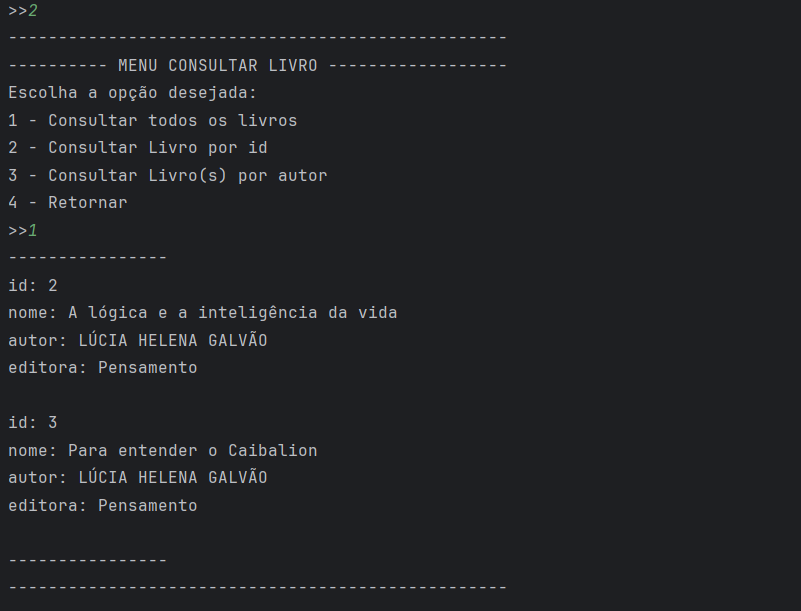 >>2
--------------------------------------------------
---------- MENU CONSULTAR LIVRO ------------------
Escolha a opção desejada:
1 - Consultar todos os livros
2 - Consultar Livro por id
3 - Consultar Livro(s) por autor
4 - Retornar
>>1
----------------
id: 2
nome: A lógica e a inteligência da vida
autor: LÚCIA HELENA GALVÃO
editora: Pensamento

id: 3
nome: Para entender o Caibalion
autor: LÚCIA HELENA GALVÃO
editora: Pensamento

----------------
--------------------------------------------------